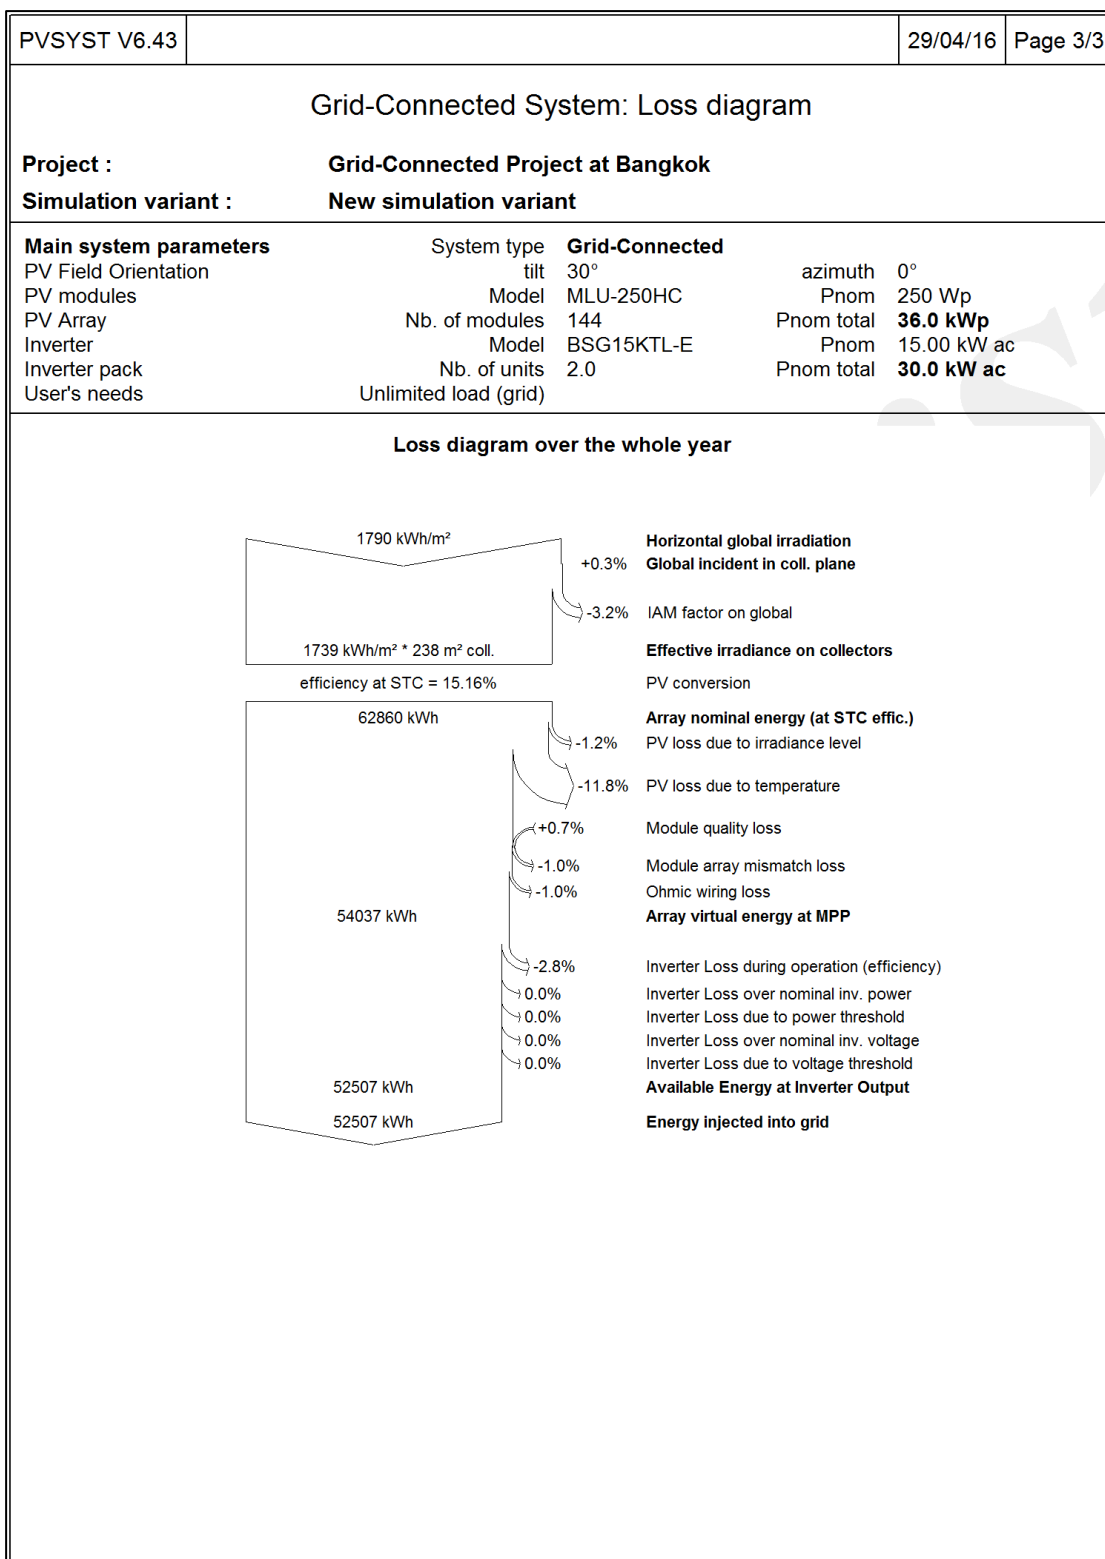 PVSYST V6.43 29/04/16 Page 3/3
Grid-Connected System: Loss diagram
Project : Grid-Connected Project at Bangkok
Simulation variant : New simulation variant
Main system parameters System type Grid-Connected
PV Field Orientation tilt 30° azimuth 0°
PV modules Model MLU-250HC Pnom 250 Wp
PV Array Nb. of modules 144 Pnom total 36.0 kWp
Inverter Model BSG15KTL-E Pnom 15.00 kW ac
Inverter pack Nb. of units 2.0 Pnom total 30.0 kW ac
User's needs Unlimited load (grid)
Loss diagram over the whole year
1790 kWh/m² Horizontal global irradiation
+0.3% Global incident in coll. plane
-3.2% IAM factor on global
1739 kWh/m² * 238 m² coll. Effective irradiance on collectors
efficiency at STC = 15.16% PV conversion
62860 kWh Array nominal energy (at STC effic.)
-1.2% PV loss due to irradiance level
-11.8% PV loss due to temperature
+0.7% Module quality loss
-1.0% Module array mismatch loss
-1.0% Ohmic wiring loss
54037 kWh Array virtual energy at MPP
-2.8% Inverter Loss during operation (efficiency)
0.0% Inverter Loss over nominal inv. power
0.0% Inverter Loss due to power threshold
0.0% Inverter Loss over nominal inv. voltage
0.0% Inverter Loss due to voltage threshold
52507 kWh Available Energy at Inverter Output
52507 kWh Energy injected into grid